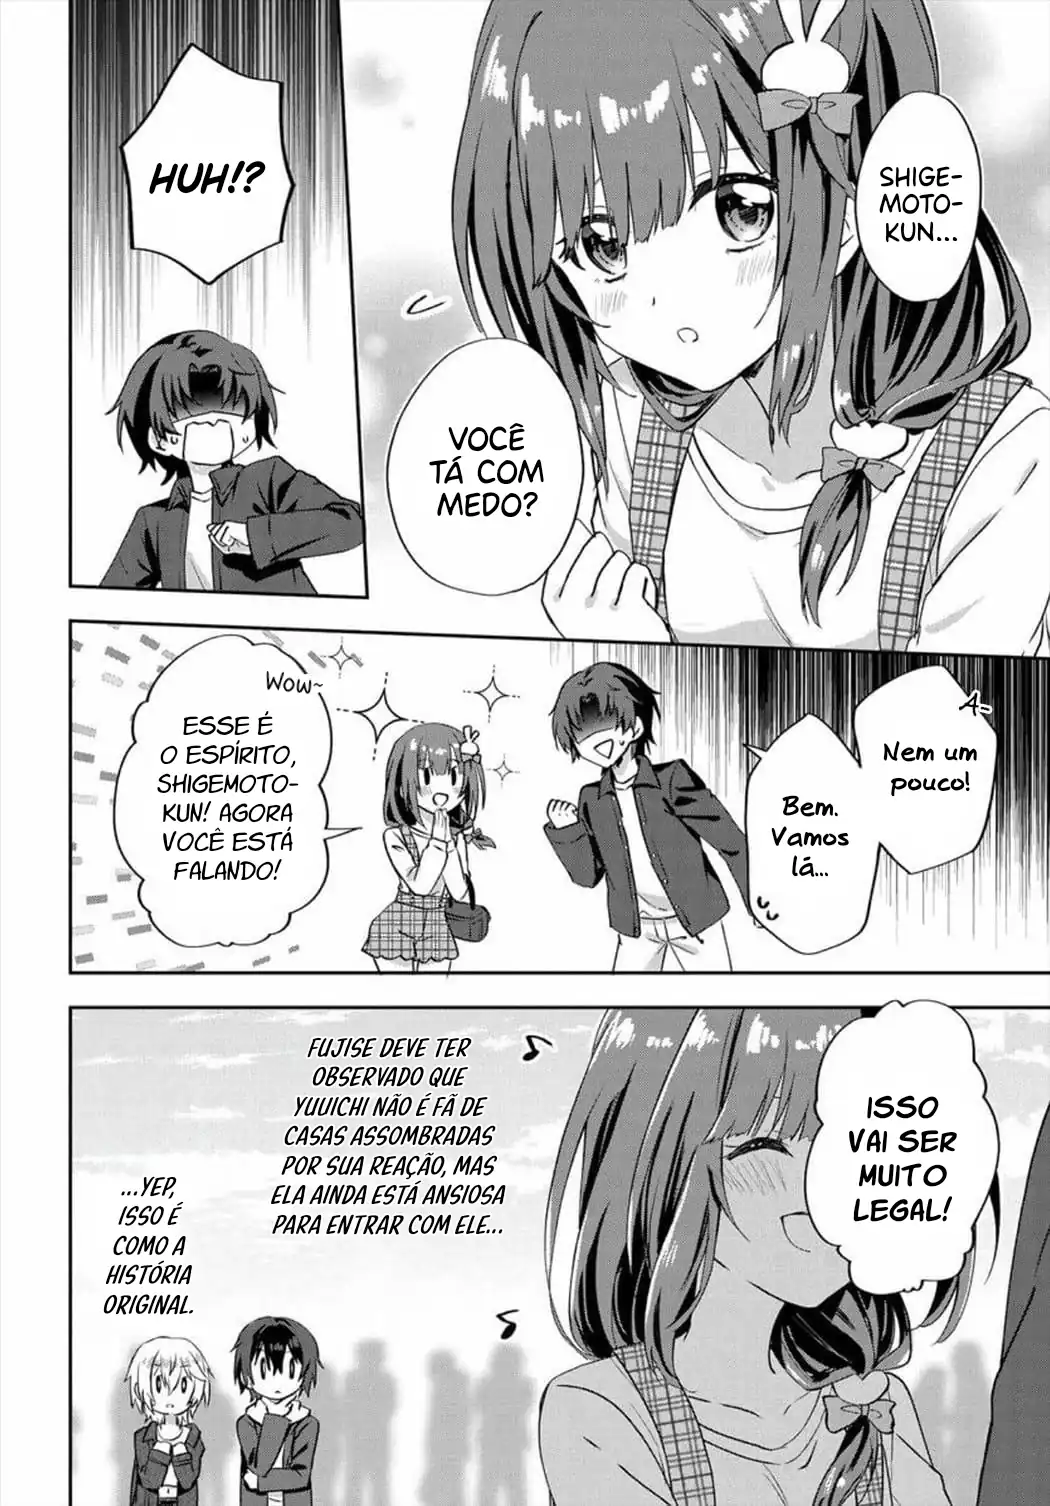 SHIGE-
MOTO-
KUN...
VOCÊ
TÁ COM
MEDO?
HUH!?
A-
Nem um
pouco!
Bem.
Vamos
lá...
Wow~
ESSE É
O ESPÍRITO,
SHIGEMOTO-
KUN! AGORA
VOCÊ ESTÁ
FALANDO!
ISSO
VAI SER
MUITO
LEGAL!
FUJISE DEVE TER
OBSERVADO QUE
YUUICHI NÃO É FÃ DE
CASAS ASSOMBRADAS
POR SUA REAÇÃO, MAS
ELA AINDA ESTÁ ANSIOSA
PARA ENTRAR COM ELE...
...YEP,
ISSO É
COMO A
HISTÓRIA
ORIGINAL.